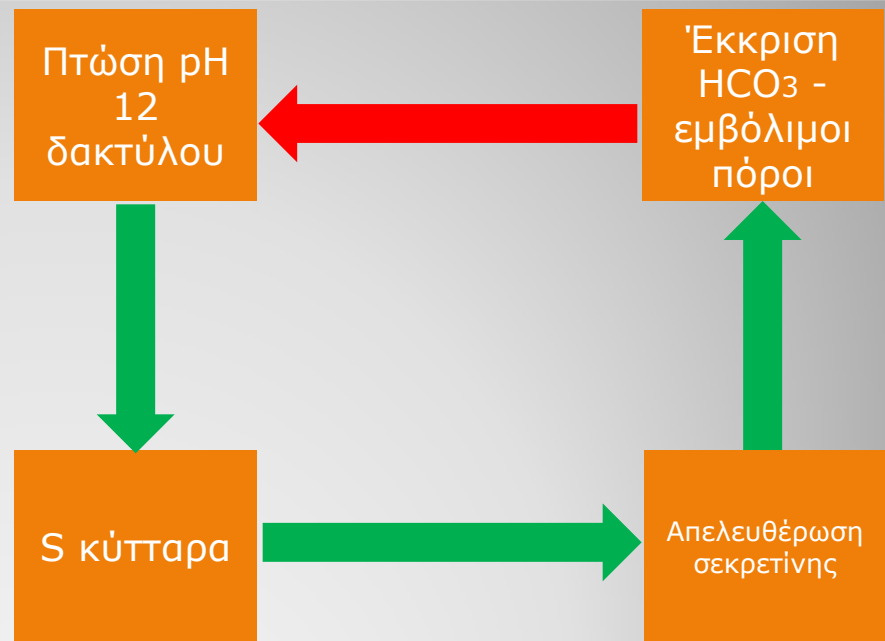 Πτώση pH
12
δακτύλου
Έκκριση
HCO3 -
εμβόλιμοι
πόροι
S κύτταρα
Απελευθέρωση
σεκρετίνης